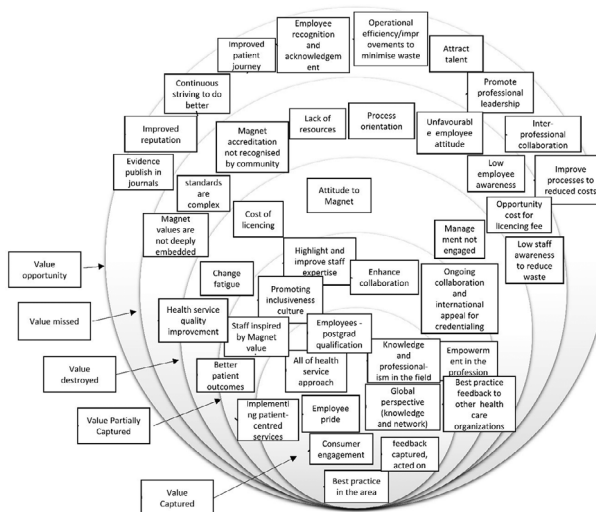 Employee
recognition
and
acknowledgem
ent
Operational
efficiency/impr
ovements to
minimise waste
Improved
patient
journey
Attract
talent
Continuous
striving to do
better
Promote
professional
leadership
Improved
reputation
Magnet
accreditation
not recognised
by community
Lack of
resources
Process
orientation
Unfavourabl
e employee
attitude
Inter-
professional
collaboration
Evidence
publish in
journals
Low
employee
awareness
Improve
processes to
reduced costs
standards
are
complex
Attitude to
Magnet
Cost of
licencing
Opportunity
cost for
licencing fee
Magnet
values are
not deeply
embedded
Manage
ment not
engaged
Low staff
awareness
to reduce
waste
Value
opportunity
Highlight and
improve staff
expertise
Change
fatigue
Enhance
collaboration
Ongoing
collaboration
and
international
appeal for
credentialing
Promoting
inclusiveness
culture
Value missed
Health service
quality
improvement
Staff inspired
by Magnet
value
Employees -
postgrad
qualification
Value
destroyed
Better
patient
outcomes
All of health
service
approach
Knowledge
and
professional-
ism in the field
Empowerm
ent in the
profession
Value Partially
Captured
Implementi
ng patient-
centred
services
Employee
pride
Global
perspective
(knowledge
and network)
Best practice
feedback to
other health
care
organizations
Consumer
engagement
feedback
captured,
acted on
Value
Captured
Best practice
in the area